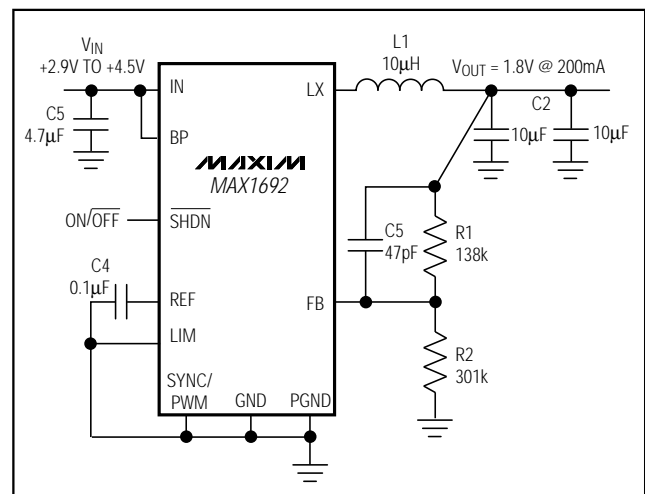 VIN
+2.9V TO +4.5V
C5
4.7µF
IN
BP
LX
L1
10µH
VOUT = 1.8V @ 200mA
C2
10µF
10µF
MAXIM
MAX1692
ON/OFF
SHDN
C4
0.1µF
REF
LIM
FB
C5
47pF
R1
138k
R2
301k
SYNC/
PWM
GND
PGND